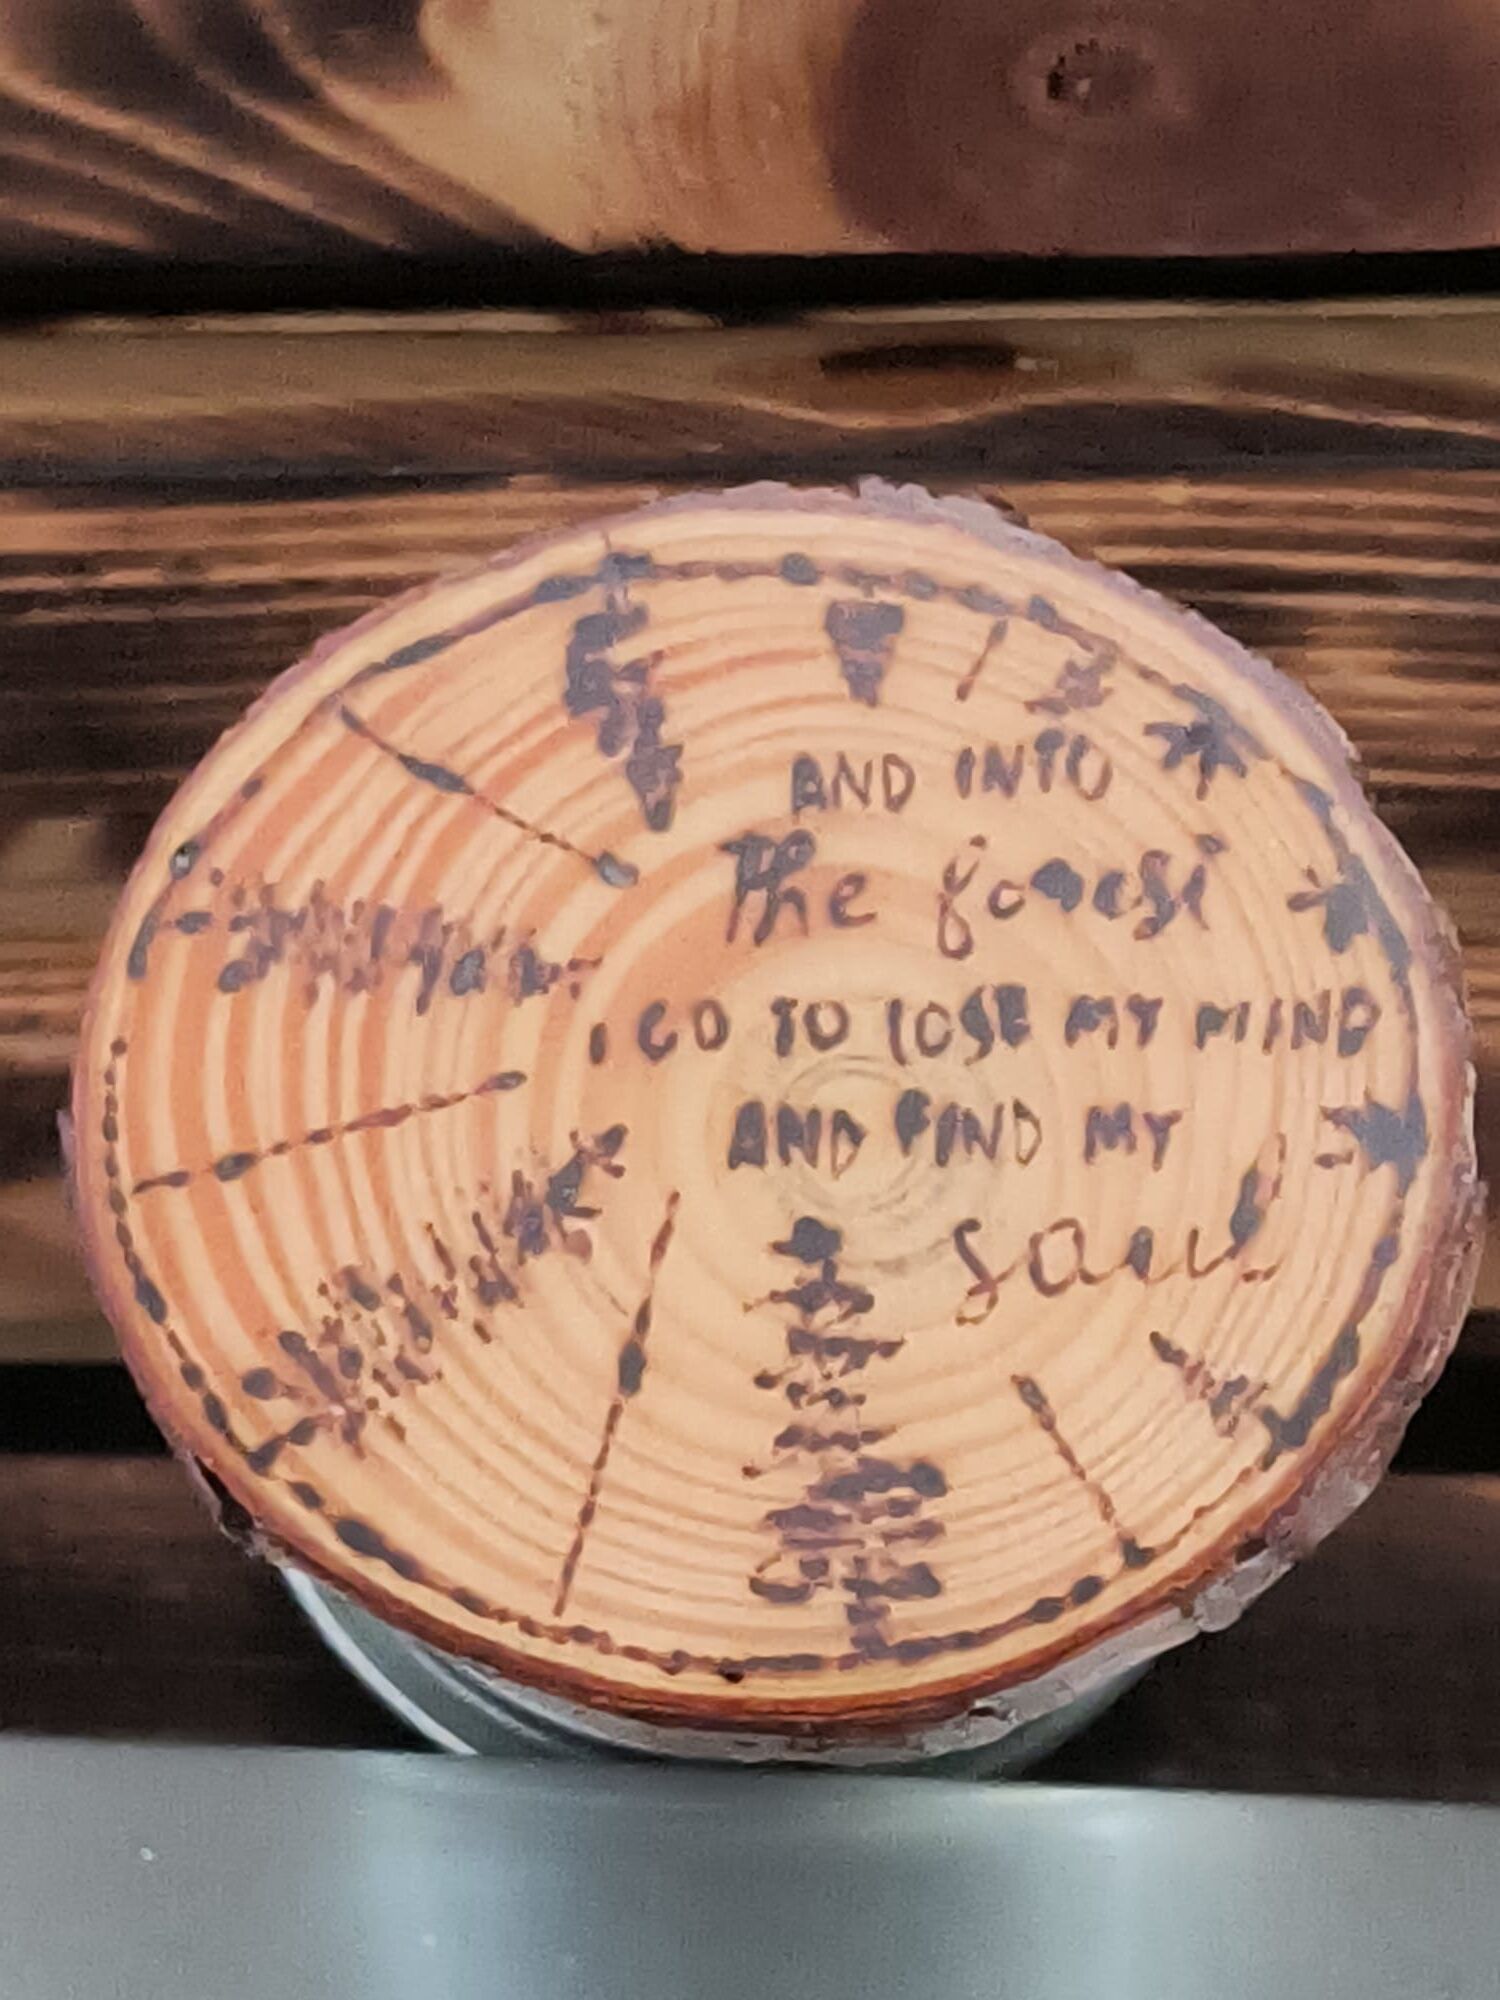 AND INTO
The forest
I GO TO LOSE MY MIND
AND FIND MY
soul